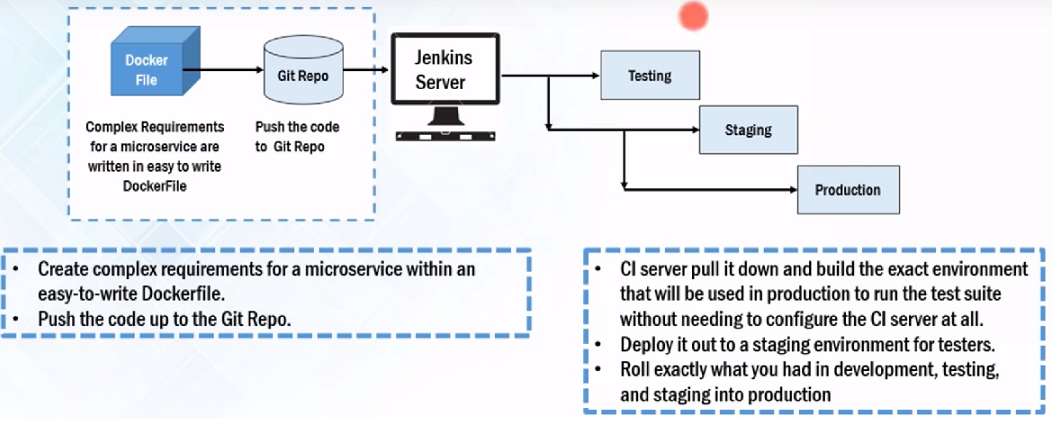 Docker
File
Git Repo
Jenkins
Server
Testing
Staging
Production
Complex Requirements
for a microservice are
written in easy to write
DockerFile
Push the code
to Git Repo
• Create complex requirements for a microservice within an
easy-to-write Dockerfile.
• Push the code up to the Git Repo.
• CI server pull it down and build the exact environment
that will be used in production to run the test suite
without needing to configure the CI server at all.
• Deploy it out to a staging environment for testers.
• Roll exactly what you had in development, testing,
and staging into production